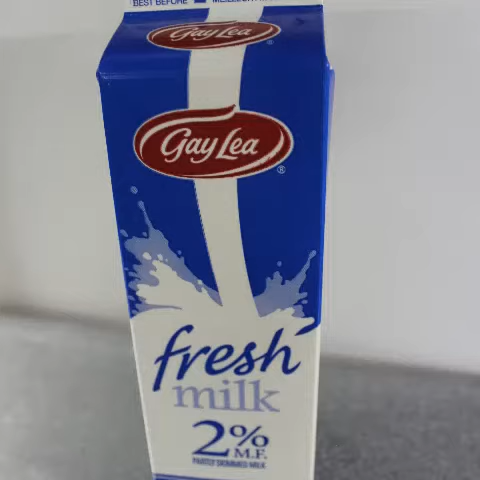 BEST BEFORE
Gay Lea
Gay Lea
®
fresh
milk
2%
M.F.
PARTLY SKIMMED MILK